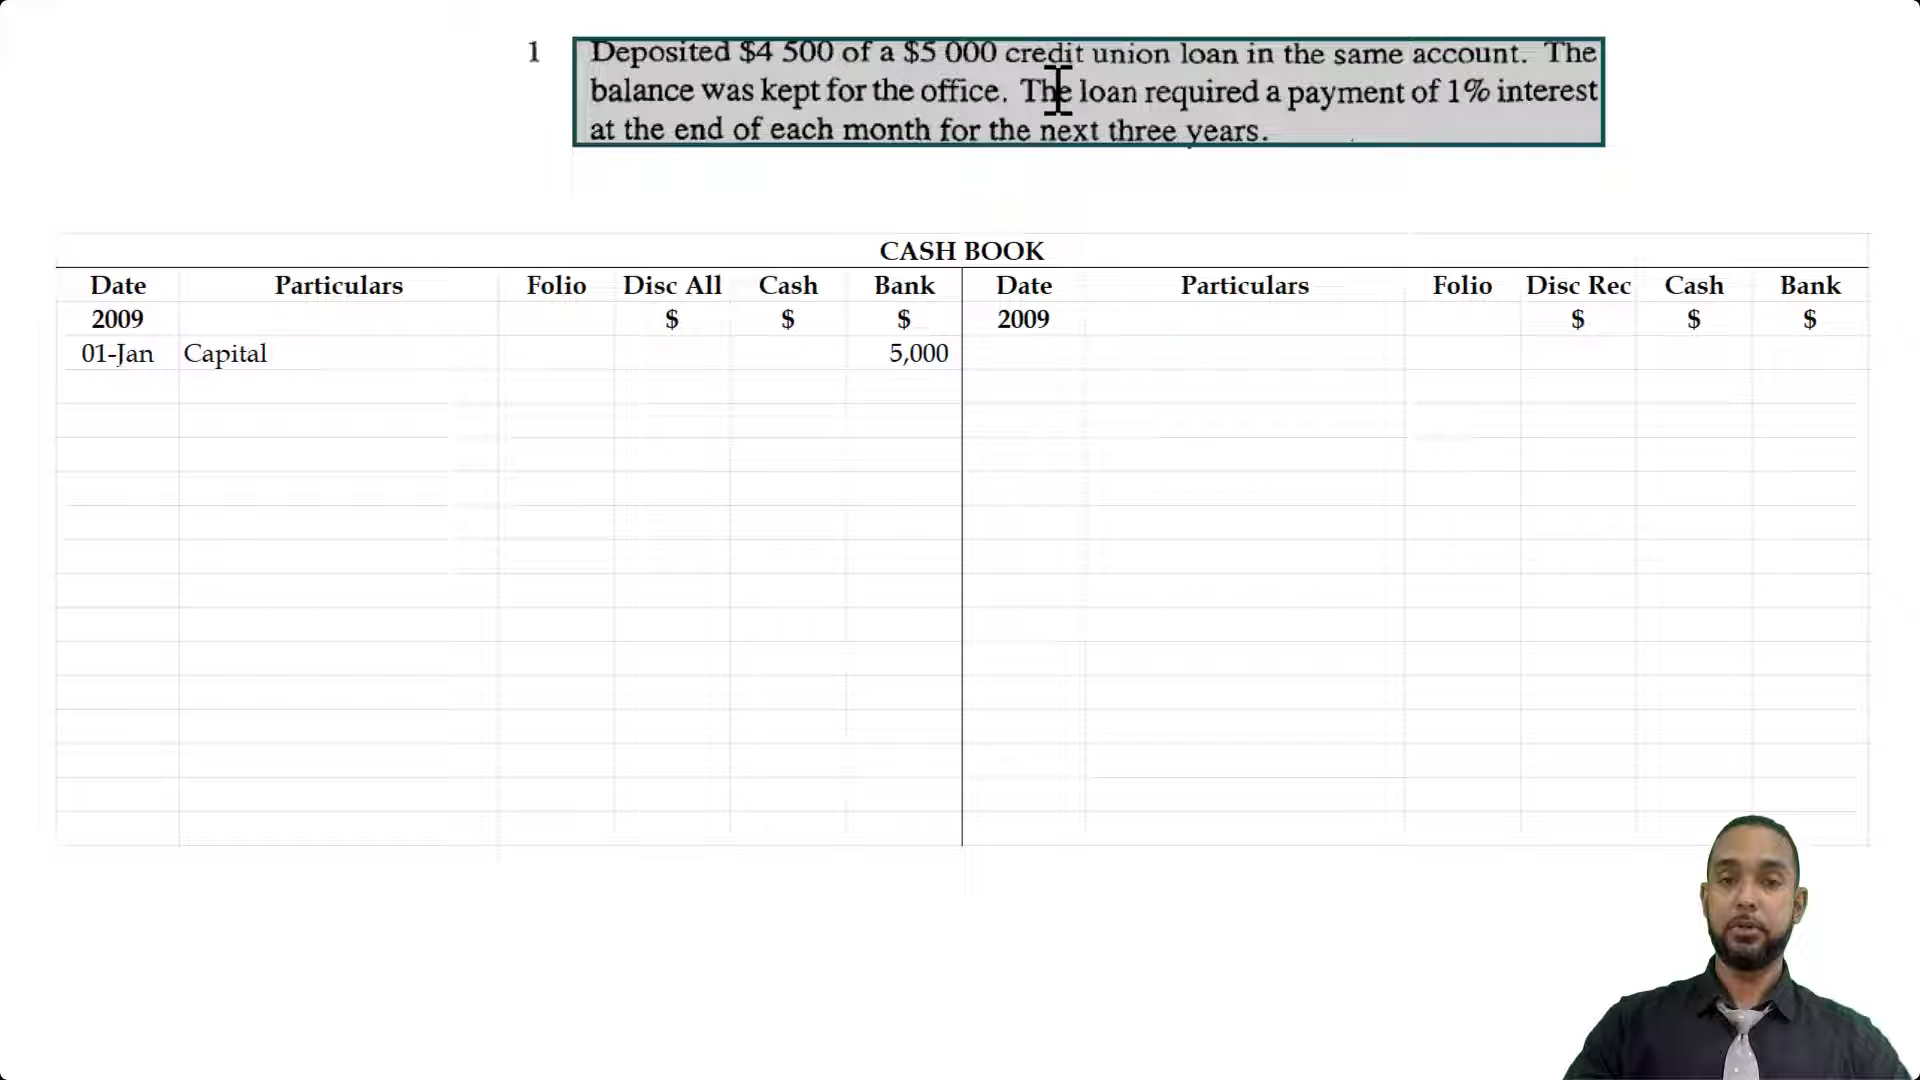 1 Deposited $4 500 of a $5 000 credit union loan in the same account. The
balance was kept for the office. The loan required a payment of 1% interest
at the end of each month for the next three years.
CASH BOOK
Date Particulars Folio Disc All Cash Bank Date Particulars Folio Disc Rec Cash Bank
2009 $ $ $ 2009 $ $ $
01-Jan Capital 5,000